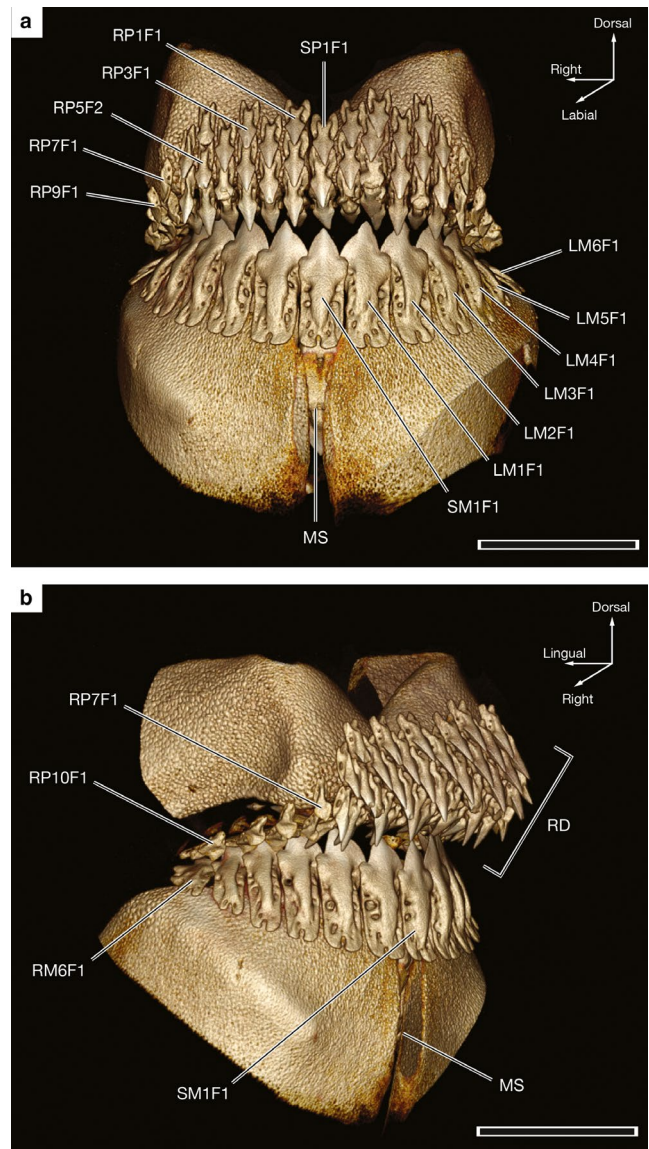 a
RP1F1
SP1F1
Dorsal
RP3F1
Right
RP5F2
Labial
RP7F1
RP9F1
LM6F1
LM5F1
LM4F1
LM3F1
LM2F1
LM1F1
SM1F1
MS
b
Dorsal
Lingual
RP7F1
Right
RP10F1
RD
RM6F1
MS
SM1F1